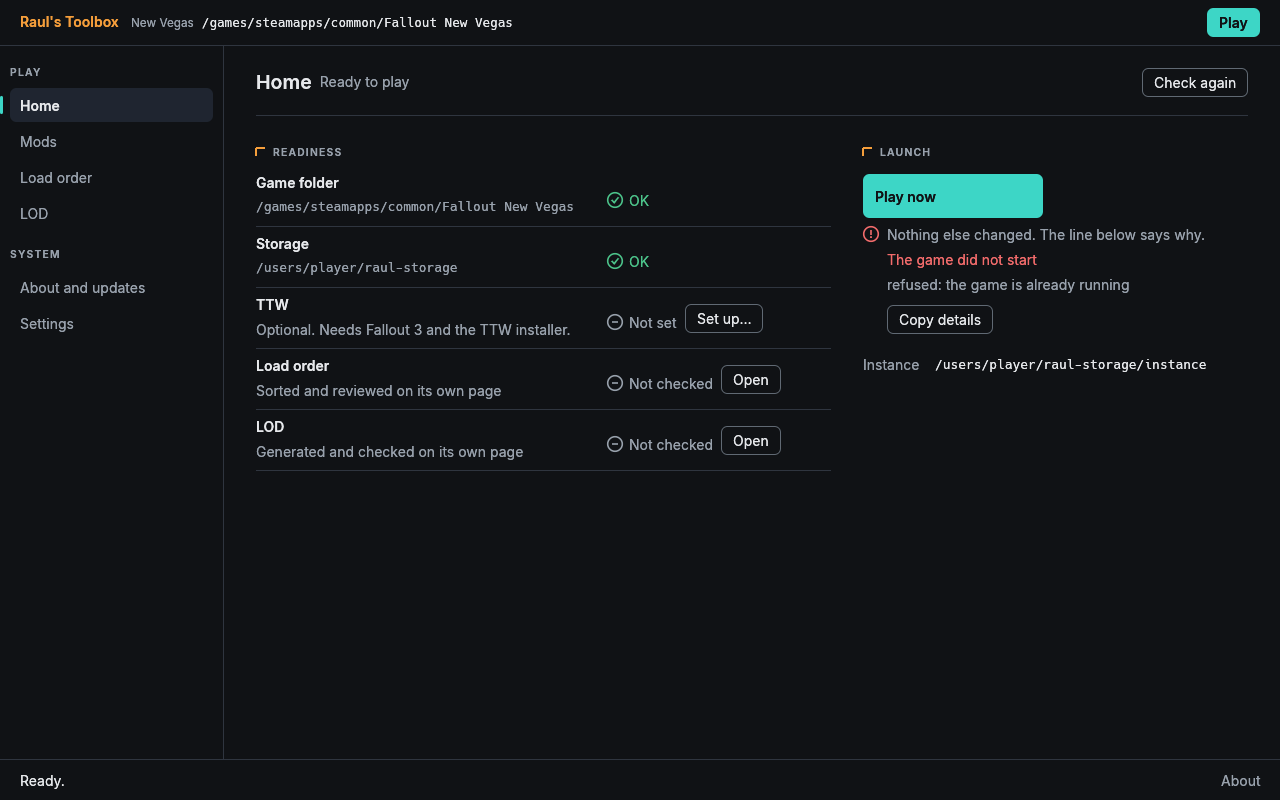 Raul's Toolbox New Vegas /games/steamapps/common/Fallout New Vegas Play
PLAY
Home
Mods
Load order
LOD
SYSTEM
About and updates
Settings
Home Ready to play Check again
READINESS
Game folder
/games/steamapps/common/Fallout New Vegas OK
Storage
/users/player/raul-storage OK
TTW
Optional. Needs Fallout 3 and the TTW installer. Not set Set up...
Load order
Sorted and reviewed on its own page Not checked Open
LOD
Generated and checked on its own page Not checked Open
LAUNCH
Play now
Nothing else changed. The line below says why.
The game did not start
refused: the game is already running
Copy details
Instance /users/player/raul-storage/instance
Ready. About